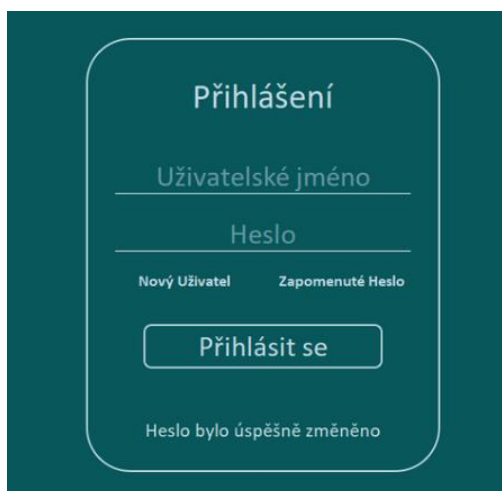 Přihlášení
Uživatelské jméno
Heslo
Nový Uživatel Zapomenuté Heslo
Přihlásit se
Heslo bylo úspěšně změněno